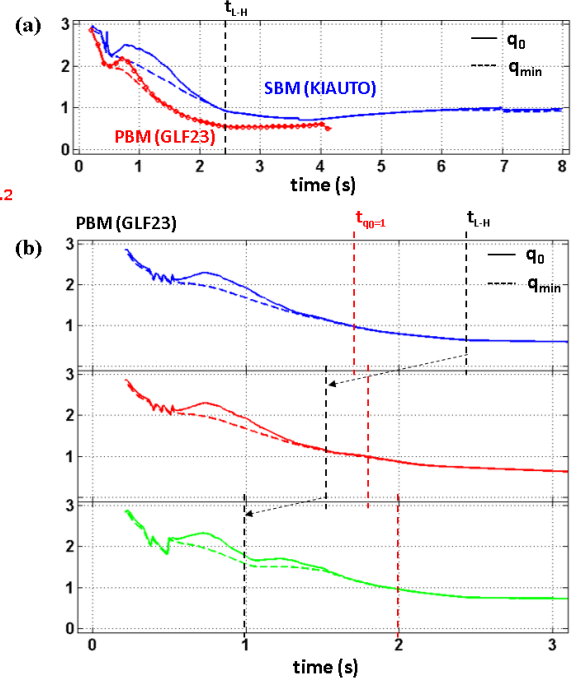 (a)
t_L-H
3
2
1
0
q₀
q_min
SBM (KIAUTO)
PBM (GLF23)
0 1 2 3 4 5 6 7 8
time (s)
.2
PBM (GLF23)
t_q0=1
t_L-H
(b)
3
2
1
q₀
q_min
3
2
1
3
2
1
0
0 1 2 3
time (s)